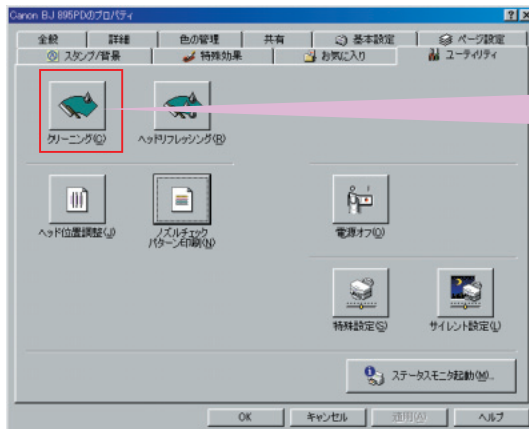 Canon BJ 895PDのプロパティ
全般 詳細 色の管理 共有 基本設定 ページ設定
スタンプ/背景 特殊効果 お気に入り ユーティリティ
クリーニング(C) ヘッドリフレッシング(R)
ヘッド位置調整(J) ノズルチェック
パターン印刷(N) 電源オフ(O)
特殊設定(S) サイレント設定(L)
ステータスモニタ起動(M)...
OK キャンセル 適用(A) ヘルプ